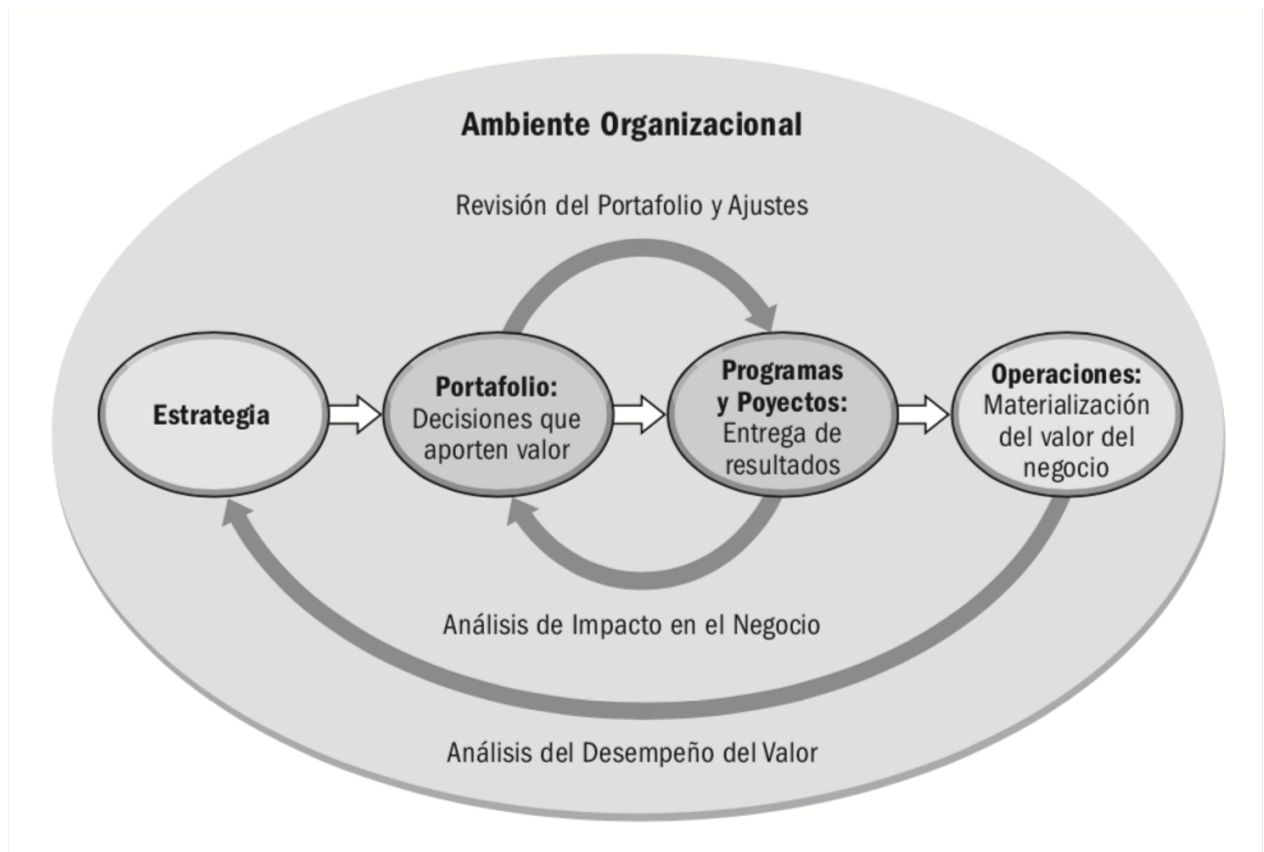 Ambiente Organizacional
Revisión del Portafolio y Ajustes
Estrategia
Portafolio:
Decisiones que
aporten valor
Programas
y Poyectos:
Entrega de
resultados
Operaciones:
Materialización
del valor del
negocio
Análisis de Impacto en el Negocio
Análisis del Desempeño del Valor